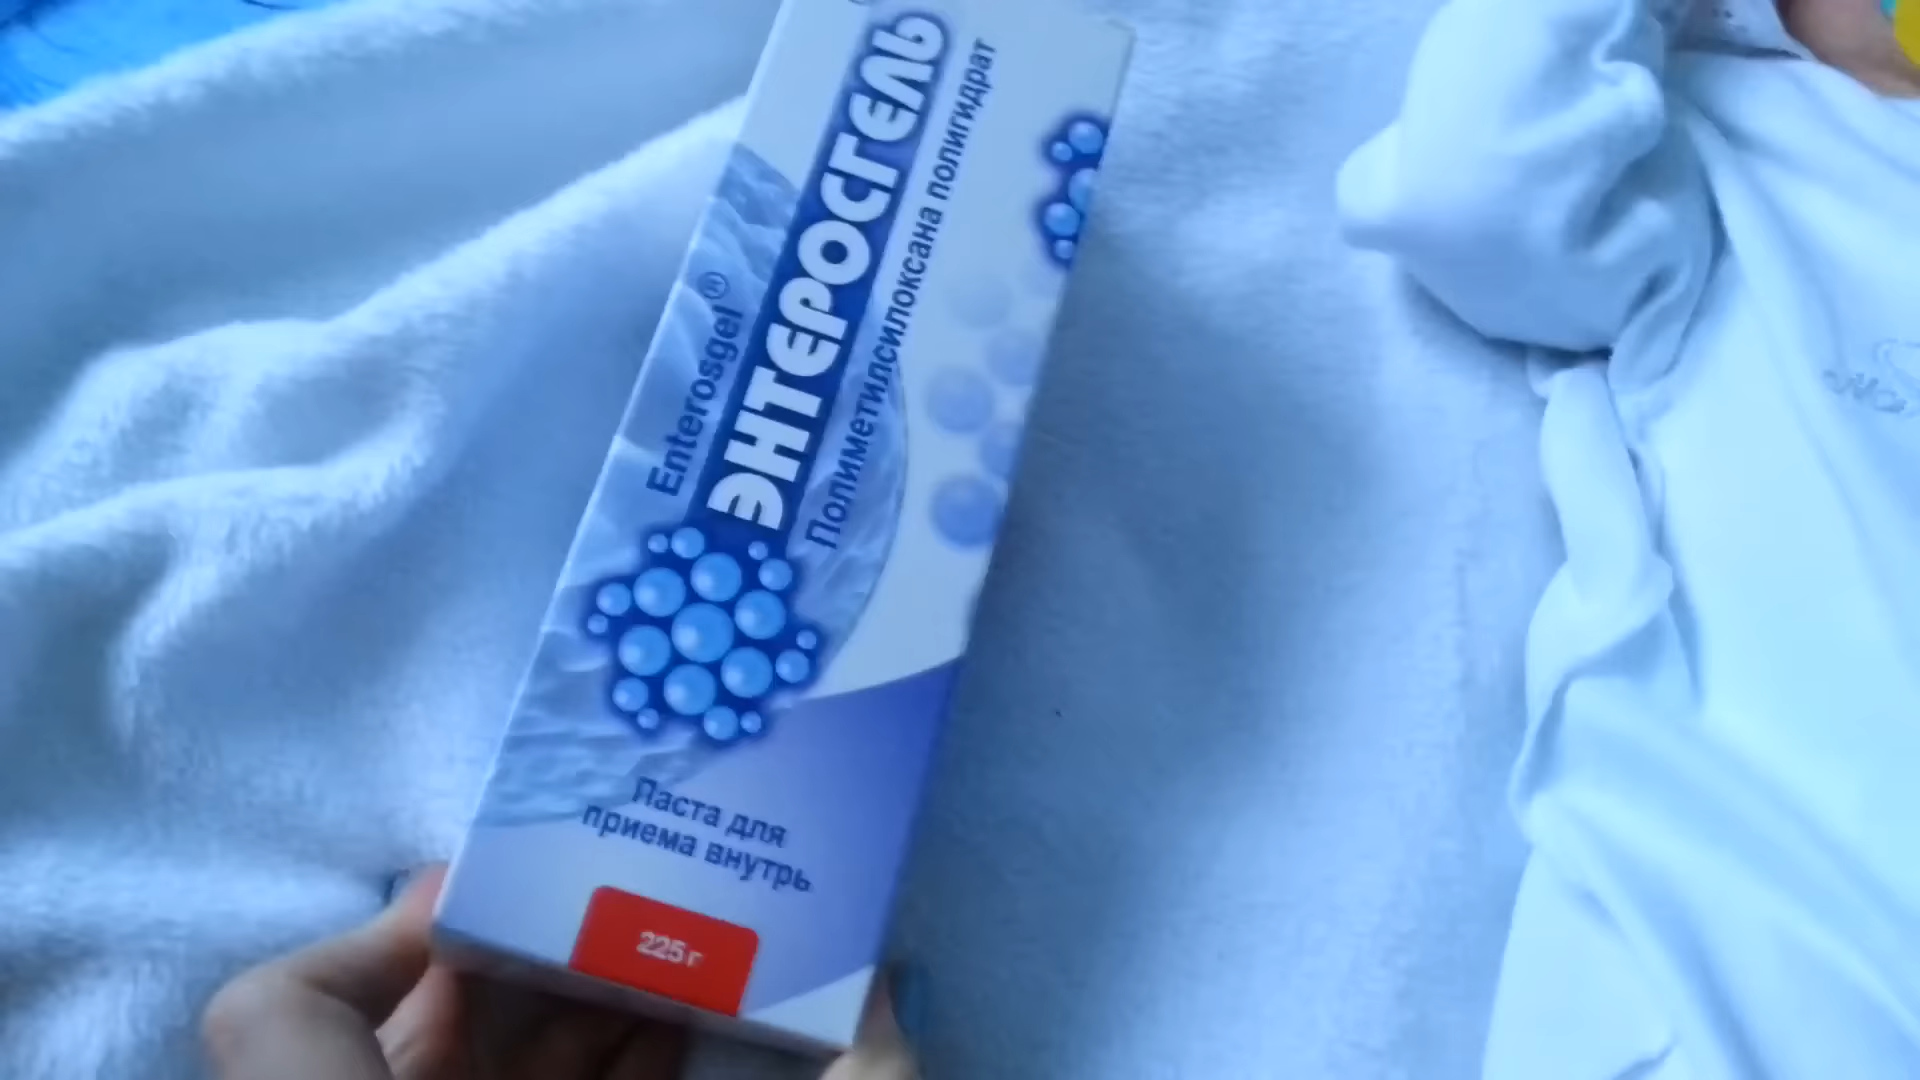 Enterosgel®
ЭНТЕРОСГЕЛЬ
Полиметилсилоксана полигидрат
Паста для
приема внутрь
225 г